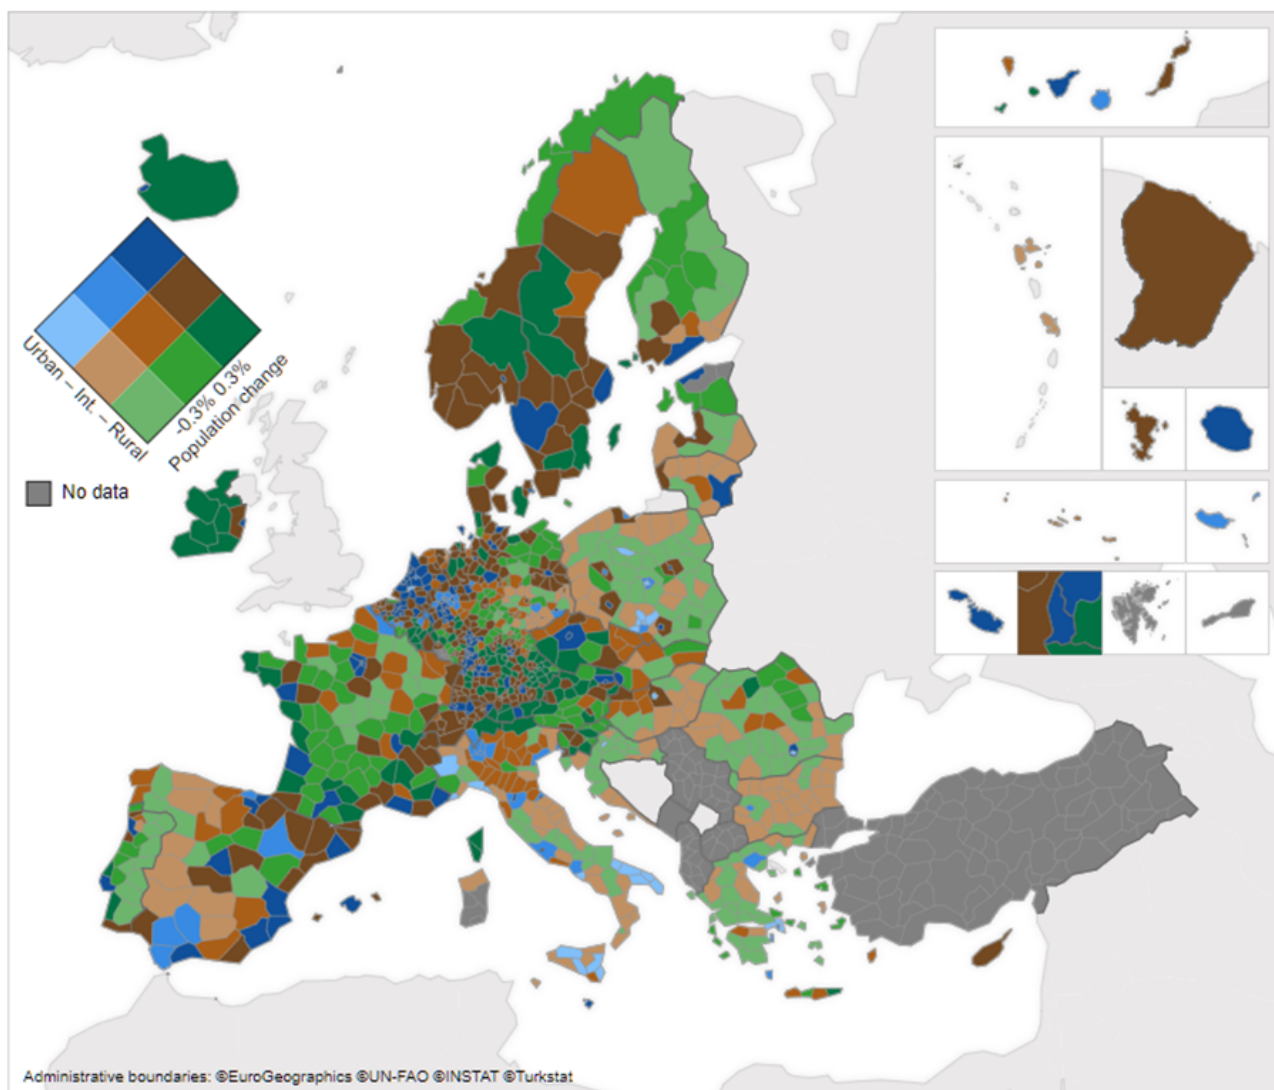 Urban – Int. – Rural
-0.3% 0.3%
Population change
No data
Administrative boundaries: ©EuroGeographics ©UN-FAO ©INSTAT ©Turkstat